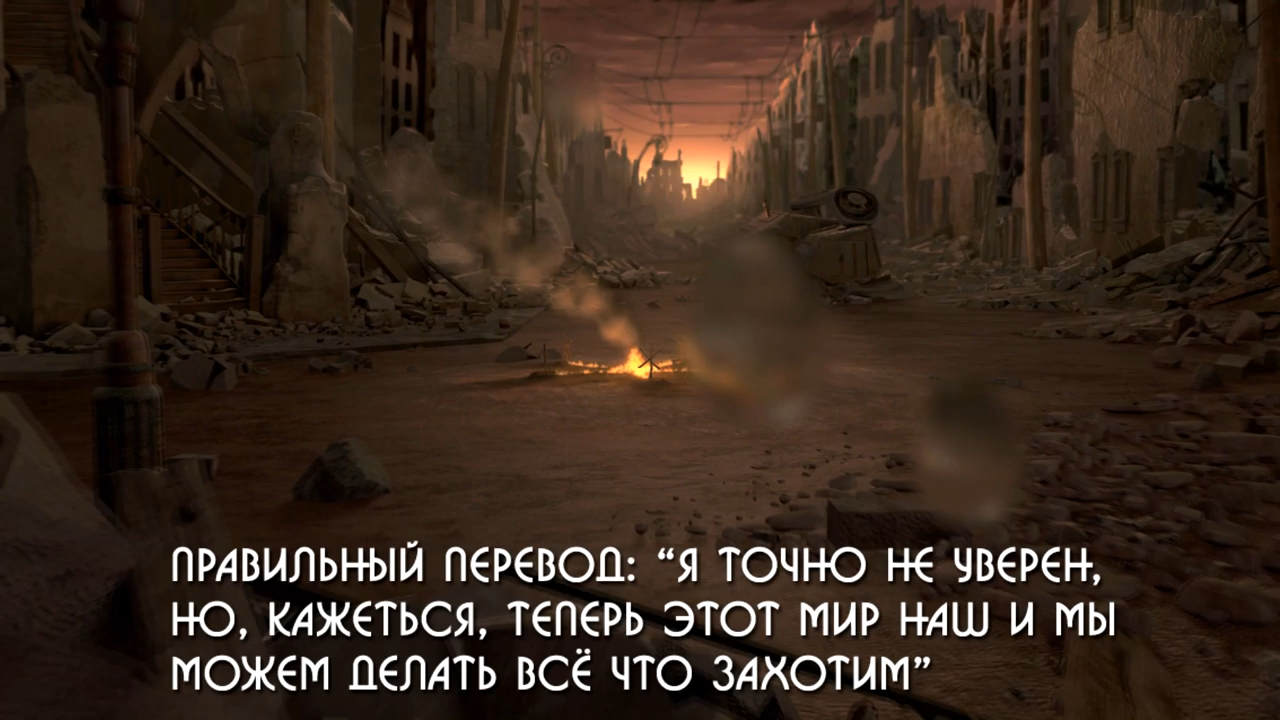 ПРАВИЛЬНЫЙ ПЕРЕВОД: “Я ТОЧНО НЕ УВЕРЕН,
НО, КАЖЕТЬСЯ, ТЕПЕРЬ ЭТОТ МИР НАШ И МЫ
МОЖЕМ ДЕЛАТЬ ВСЁ ЧТО ЗАХОТИМ”